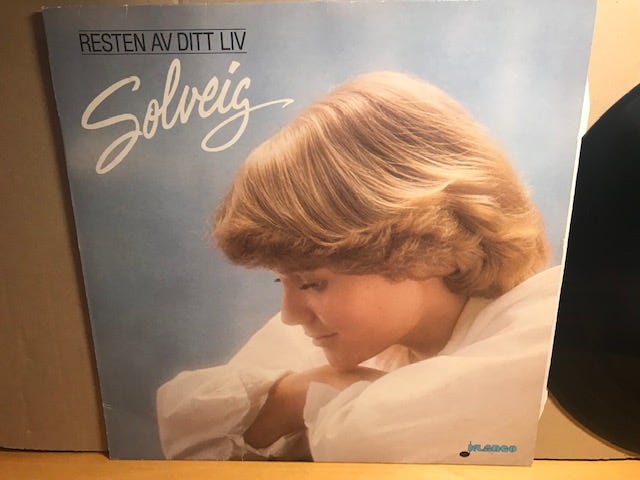 RESTEN AV DITT LIV
Solveig